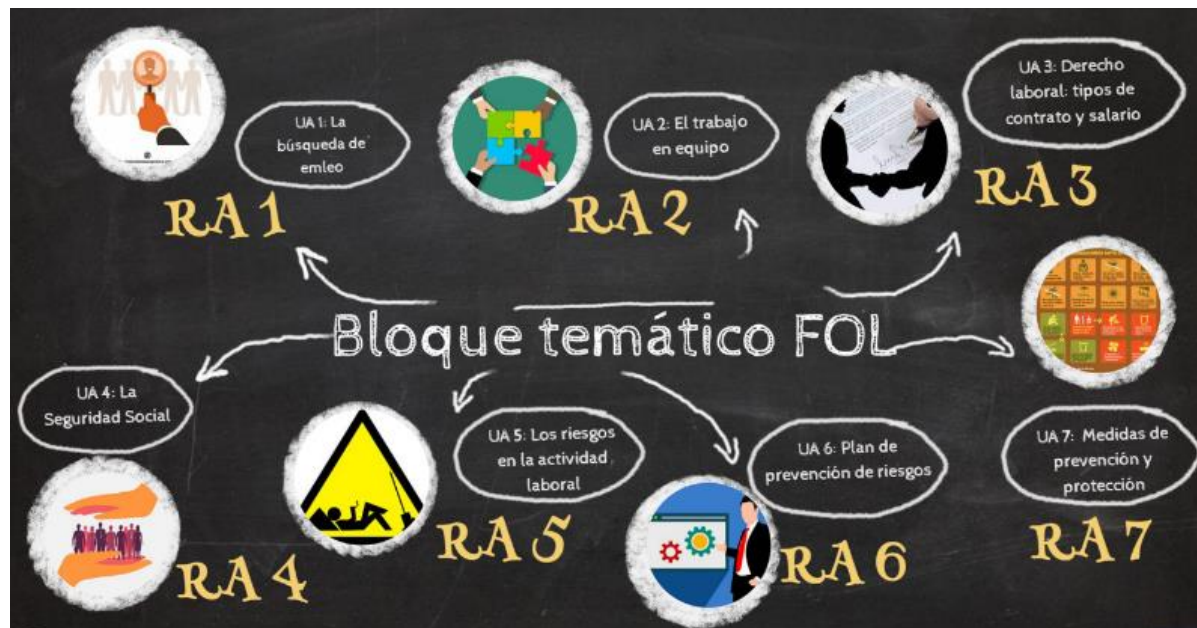 UA 1: La
búsqueda de
emleo
RA 1
UA 2: El trabajo
en equipo
RA 2
UA 3: Derecho
laboral: tipos de
contrato y salario
RA 3
Bloque temático FOL
UA 4: La
Seguridad Social
RA 4
UA 5: Los riesgos
en la actividad
laboral
RA 5
UA 6: Plan de
prevención de riesgos
RA 6
UA 7: Medidas de
prevención y
protección
RA 7